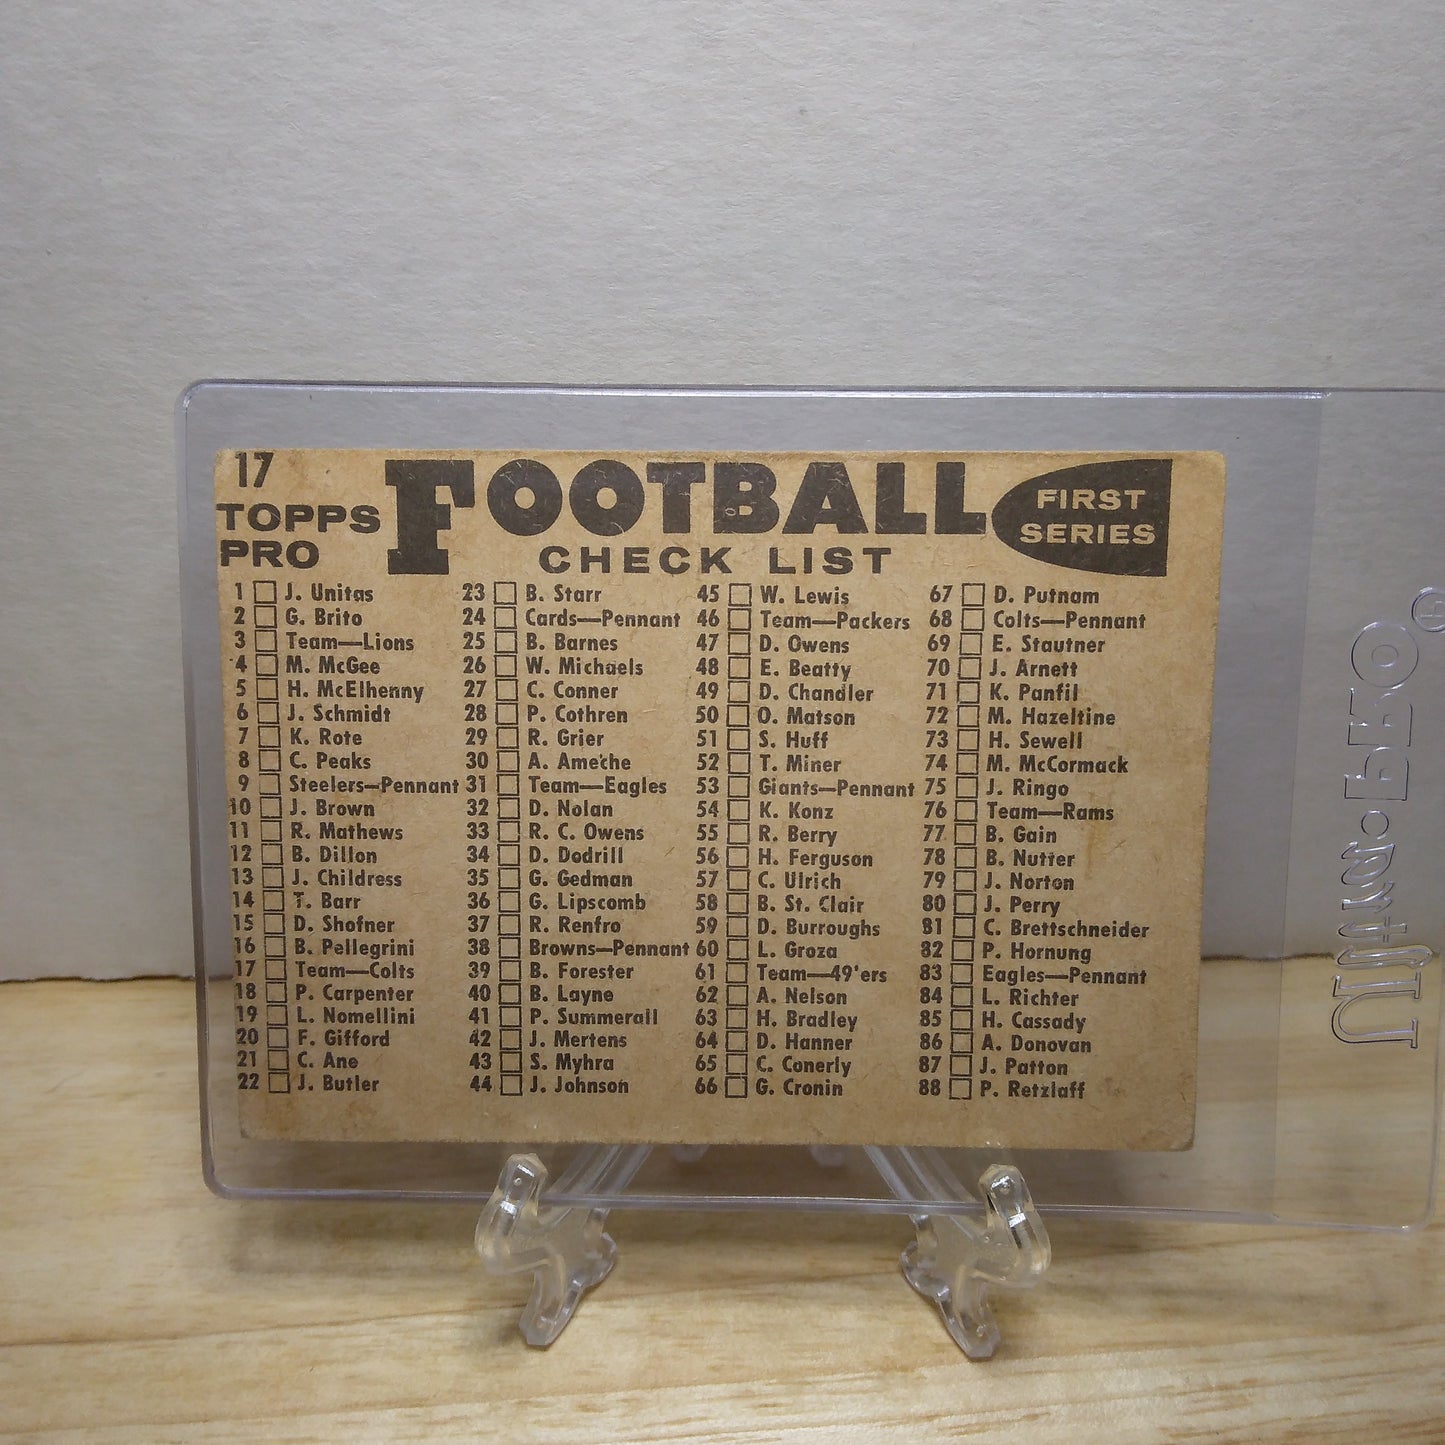 17
TOPPS
PRO
FOOTBALL
CHECK LIST
FIRST
SERIES
1 J. Unitas
2 G. Brito
3 Team—Lions
4 M. McGee
5 H. McElhenny
6 J. Schmidt
7 K. Rote
8 C. Peaks
9 Steelers—Pennant
10 J. Brown
11 R. Mathews
12 B. Dillon
13 J. Childress
14 T. Barr
15 D. Shofner
16 B. Pellegrini
17 Team—Colts
18 P. Carpenter
19 L. Nomellini
20 F. Gifford
21 C. Ane
22 J. Butler
23 B. Starr
24 Cards—Pennant
25 B. Barnes
26 W. Michaels
27 C. Conner
28 P. Cothren
29 R. Grier
30 A. Ameche
31 Team—Eagles
32 D. Nolan
33 R. C. Owens
34 D. Dodrill
35 G. Gedman
36 G. Lipscomb
37 R. Renfro
38 Browns—Pennant
39 B. Forester
40 B. Layne
41 P. Summerall
42 J. Mertens
43 S. Myhra
44 J. Johnson
45 W. Lewis
46 Team—Packers
47 D. Owens
48 E. Beatty
49 D. Chandler
50 O. Matson
51 S. Huff
52 T. Miner
53 Giants—Pennant
54 K. Konz
55 R. Berry
56 H. Ferguson
57 C. Ulrich
58 B. St. Clair
59 D. Burroughs
60 L. Groza
61 Team—49'ers
62 A. Nelson
63 H. Bradley
64 D. Hanner
65 C. Conerly
66 G. Cronin
67 D. Putnam
68 Colts—Pennant
69 E. Stautner
70 J. Arnett
71 K. Panfil
72 M. Hazeltine
73 H. Sewell
74 M. McCormack
75 J. Ringo
76 Team—Rams
77 B. Gain
78 B. Nutter
79 J. Norton
80 J. Perry
81 C. Brettschneider
82 P. Hornung
83 Eagles—Pennant
84 L. Richter
85 H. Cassady
86 A. Donovan
87 J. Patton
88 P. Retzlaff
Ultra•PRO®